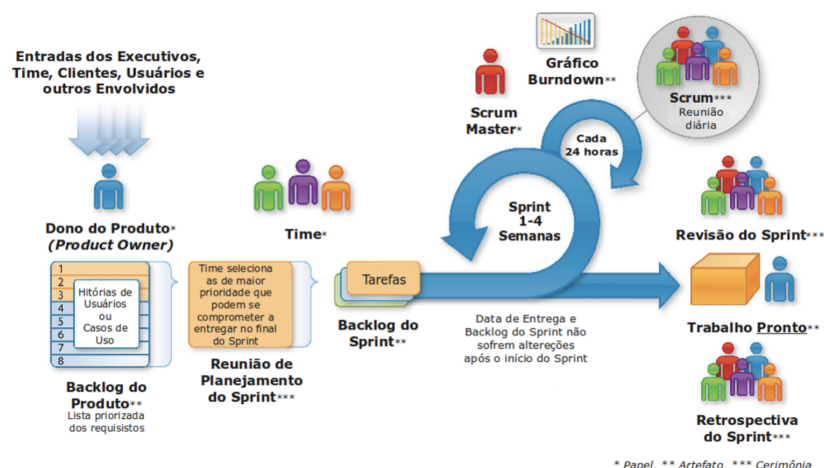 Entradas dos Executivos,
Time, Clientes, Usuários e
outros Envolvidos
Dono do Produto*
(Product Owner)
1
2
3
4
5
6
7
8
Hitórias de
Usuários
ou
Casos de
Uso
Backlog do
Produto**
Lista priorizada
dos requisistos
Time*
Time seleciona
as de maior
prioridade que
podem se
comprometer a
entregar no final
do Sprint
Reunião de
Planejamento
do Sprint***
Tarefas
Backlog do
Sprint**
Scrum
Master*
Gráfico
Burndown**
Cada
24 horas
Scrum***
Reunião
diária
Sprint
1-4
Semanas
Data de Entrega e
Backlog do Sprint não
sofrem altereções
após o início do Sprint
Revisão do Sprint***
Trabalho Pronto**
Retrospectiva
do Sprint***
* Papel, ** Artefato, *** Cerimônia